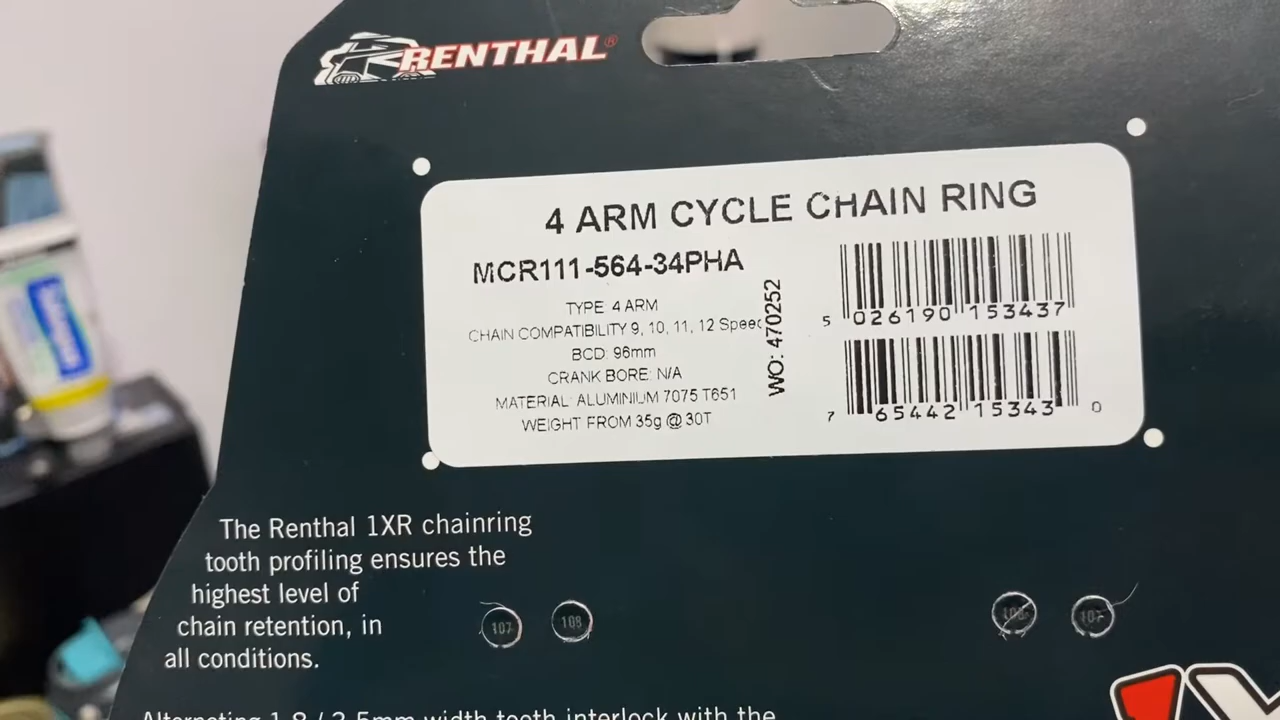 RENTHAL®
4 ARM CYCLE CHAIN RING
MCR111-564-34PHA
TYPE: 4 ARM
CHAIN COMPATIBILITY 9, 10, 11, 12 Speed
BCD: 96mm
CRANK BORE: N/A
MATERIAL: ALUMINIUM 7075 T651
WEIGHT FROM 35g @ 30T
WO: 470252
5 026190 153437
7 65442 15343 0
The Renthal 1XR chainring
tooth profiling ensures the
highest level of
chain retention, in
all conditions.
107 108
107
Alternating 1.8 / 3.5mm width tooth interlock with the